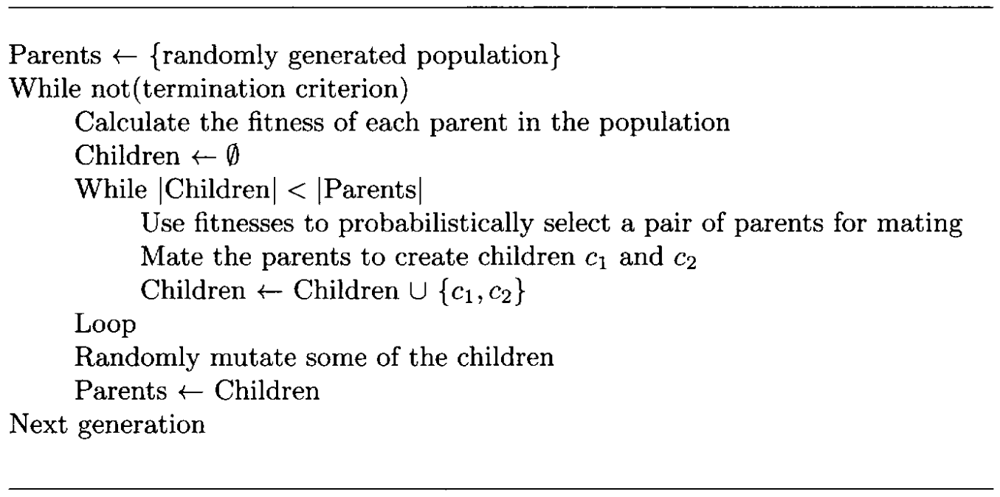 Parents ← {randomly generated population}
While not(termination criterion)
Calculate the fitness of each parent in the population
Children ← ∅
While |Children| < |Parents|
Use fitnesses to probabilistically select a pair of parents for mating
Mate the parents to create children c₁ and c₂
Children ← Children ∪ {c₁, c₂}
Loop
Randomly mutate some of the children
Parents ← Children
Next generation